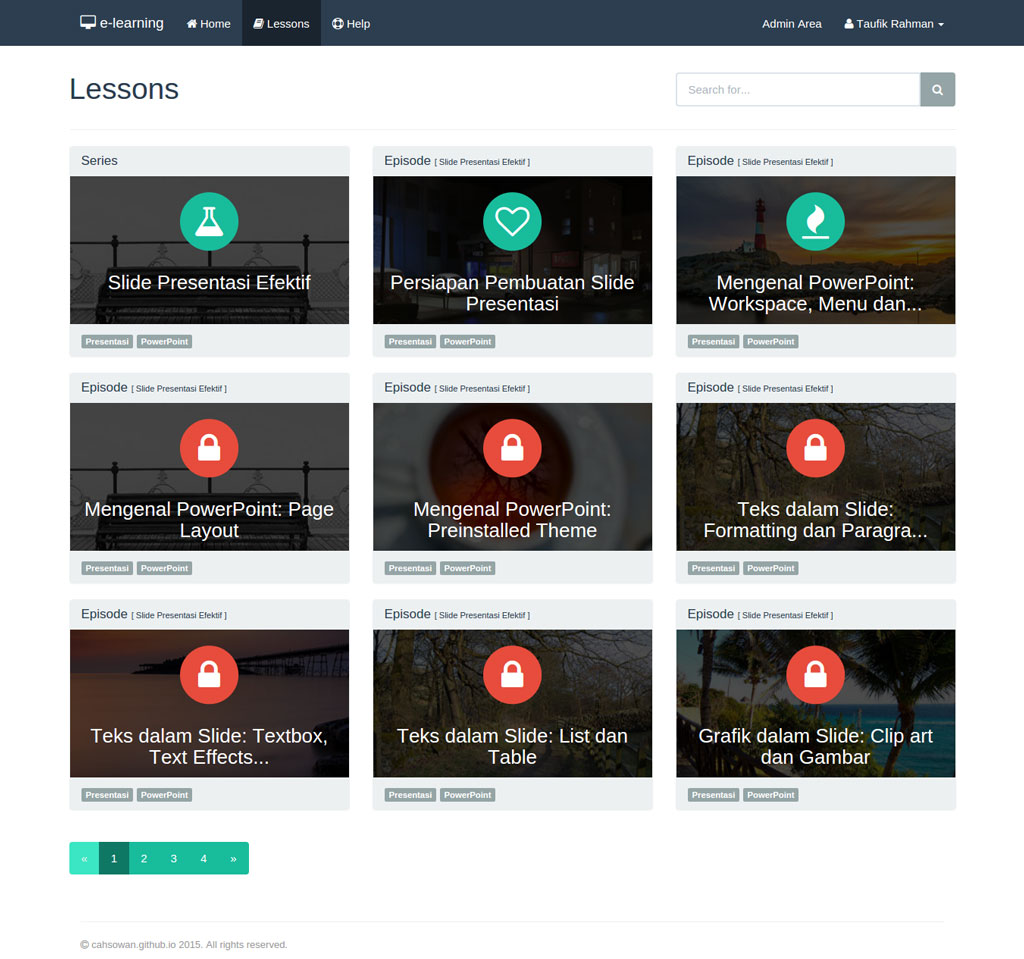 e-learning Home Lessons Help Admin Area Taufik Rahman
Lessons
Search for...
Series
Slide Presentasi Efektif
Presentasi PowerPoint
Episode [ Slide Presentasi Efektif ]
Persiapan Pembuatan Slide
Presentasi
Presentasi PowerPoint
Episode [ Slide Presentasi Efektif ]
Mengenal PowerPoint:
Workspace, Menu dan...
Presentasi PowerPoint
Episode [ Slide Presentasi Efektif ]
Mengenal PowerPoint: Page
Layout
Presentasi PowerPoint
Episode [ Slide Presentasi Efektif ]
Mengenal PowerPoint:
Preinstalled Theme
Presentasi PowerPoint
Episode [ Slide Presentasi Efektif ]
Teks dalam Slide:
Formatting dan Paragra...
Presentasi PowerPoint
Episode [ Slide Presentasi Efektif ]
Teks dalam Slide: Textbox,
Text Effects...
Presentasi PowerPoint
Episode [ Slide Presentasi Efektif ]
Teks dalam Slide: List dan
Table
Presentasi PowerPoint
Episode [ Slide Presentasi Efektif ]
Grafik dalam Slide: Clip art
dan Gambar
Presentasi PowerPoint
« 1 2 3 4 »
© cahsowan.github.io 2015. All rights reserved.